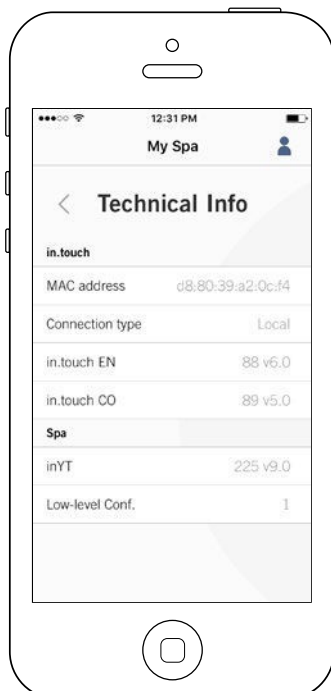 12:31 PM
My Spa
Technical Info
in.touch
MAC address d8:80:39:a2:0c:f4
Connection type Local
in.touch EN 88 v6.0
in.touch CO 89 v5.0
Spa
inYT 225 v9.0
Low-level Conf. 1